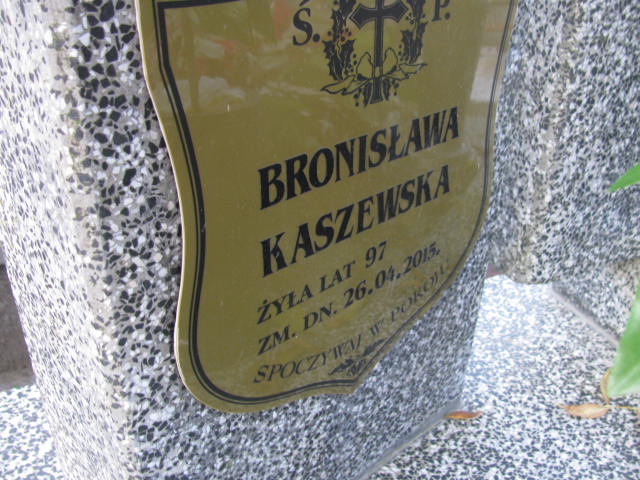 Ś. P.
BRONISŁAWA
KASZEWSKA
ŻYŁA LAT 97
ZM. DN. 26.04.2015.
SPOCZYWAJ W POKOJU